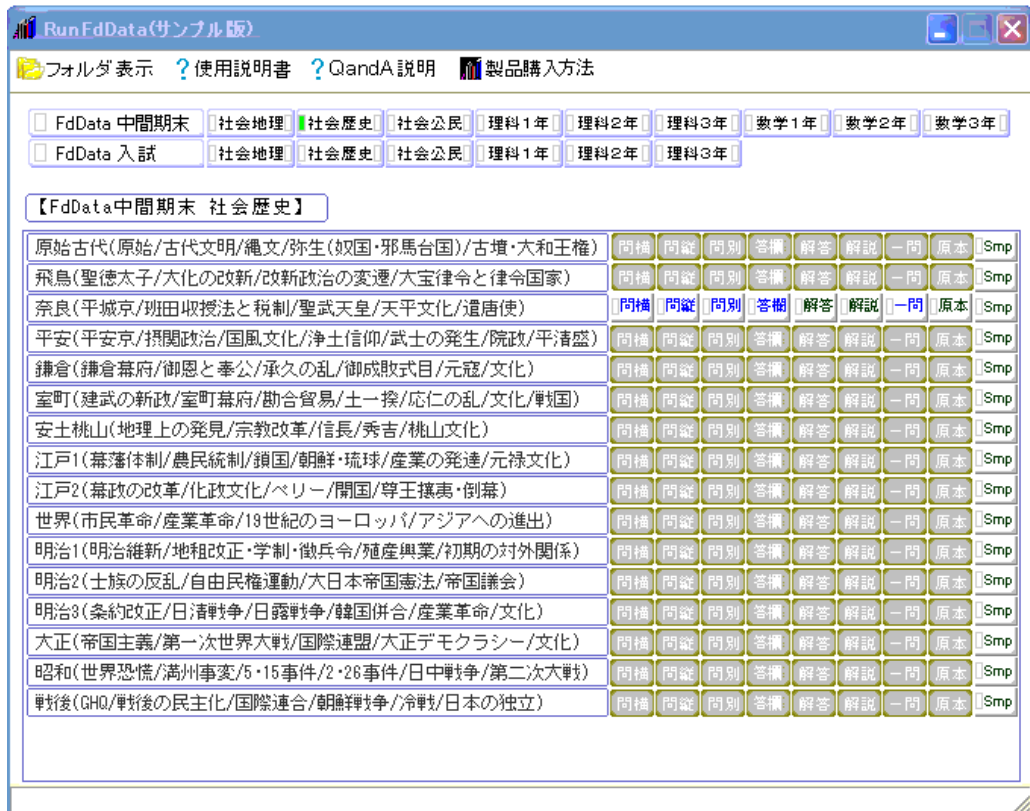 RunFdData(サンプル版)
フォルダ表示 ?使用説明書 ?QandA説明 製品購入方法
FdData 中間期末 社会地理 社会歴史 社会公民 理科1年 理科2年 理科3年 数学1年 数学2年 数学3年
FdData 入試 社会地理 社会歴史 社会公民 理科1年 理科2年 理科3年
【FdData中間期末 社会歴史】
原始古代(原始/古代文明/縄文/弥生(奴国・邪馬台国)/古墳・大和王権) 問横 問縦 問別 答欄 解答 解説 一問 原本 Smp
飛鳥(聖徳太子/大化の改新/改新政治の変遷/大宝律令と律令国家) 問横 問縦 問別 答欄 解答 解説 一問 原本 Smp
奈良(平城京/班田収授法と税制/聖武天皇/天平文化/遣唐使) 問横 問縦 問別 答欄 解答 解説 一問 原本 Smp
平安(平安京/摂関政治/国風文化/浄土信仰/武士の発生/院政/平清盛) 問横 問縦 問別 答欄 解答 解説 一問 原本 Smp
鎌倉(鎌倉幕府/御恩と奉公/承久の乱/御成敗式目/元寇/文化) 問横 問縦 問別 答欄 解答 解説 一問 原本 Smp
室町(建武の新政/室町幕府/勘合貿易/土一揆/応仁の乱/文化/戦国) 問横 問縦 問別 答欄 解答 解説 一問 原本 Smp
安土桃山(地理上の発見/宗教改革/信長/秀吉/桃山文化) 問横 問縦 問別 答欄 解答 解説 一問 原本 Smp
江戸1(幕藩体制/農民統制/鎖国/朝鮮・琉球/産業の発達/元禄文化) 問横 問縦 問別 答欄 解答 解説 一問 原本 Smp
江戸2(幕政の改革/化政文化/ペリー/開国/尊王攘夷・倒幕) 問横 問縦 問別 答欄 解答 解説 一問 原本 Smp
世界(市民革命/産業革命/19世紀のヨーロッパ/アジアへの進出) 問横 問縦 問別 答欄 解答 解説 一問 原本 Smp
明治1(明治維新/地租改正・学制・徴兵令/殖産興業/初期の対外関係) 問横 問縦 問別 答欄 解答 解説 一問 原本 Smp
明治2(士族の反乱/自由民権運動/大日本帝国憲法/帝国議会) 問横 問縦 問別 答欄 解答 解説 一問 原本 Smp
明治3(条約改正/日清戦争/日露戦争/韓国併合/産業革命/文化) 問横 問縦 問別 答欄 解答 解説 一問 原本 Smp
大正(帝国主義/第一次世界大戦/国際連盟/大正デモクラシー/文化) 問横 問縦 問別 答欄 解答 解説 一問 原本 Smp
昭和(世界恐慌/満州事変/5・15事件/2・26事件/日中戦争/第二次大戦) 問横 問縦 問別 答欄 解答 解説 一問 原本 Smp
戦後(GHQ/戦後の民主化/国際連合/朝鮮戦争/冷戦/日本の独立) 問横 問縦 問別 答欄 解答 解説 一問 原本 Smp